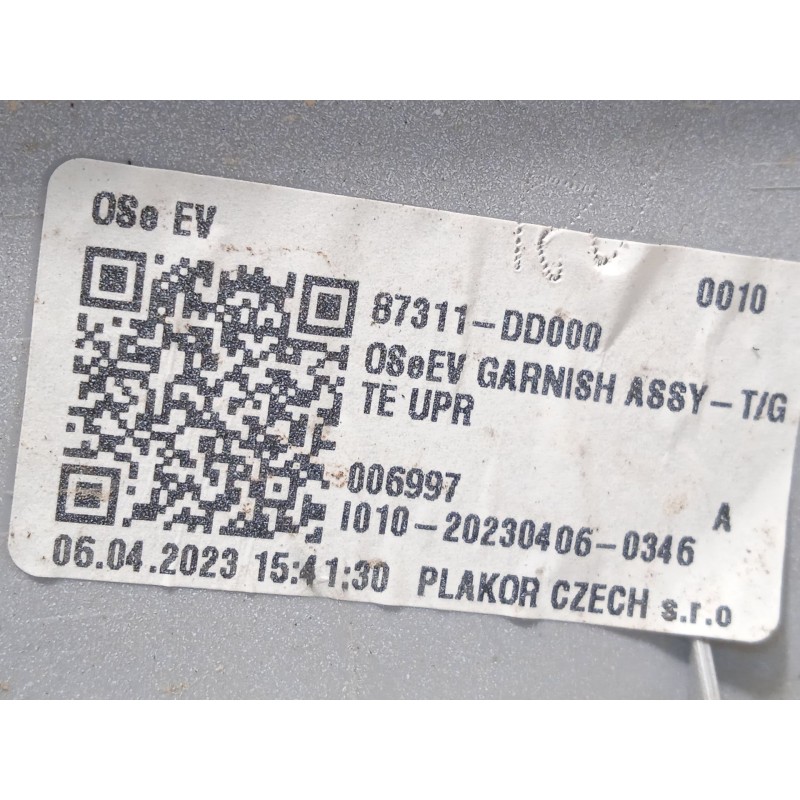 OSe EV
0010
87311-DD000
OSeEV GARNISH ASSY-T/G
TE UPR
006997
A
I010-20230406-0346
06.04.2023 15:41:30 PLAKOR CZECH s.r.o